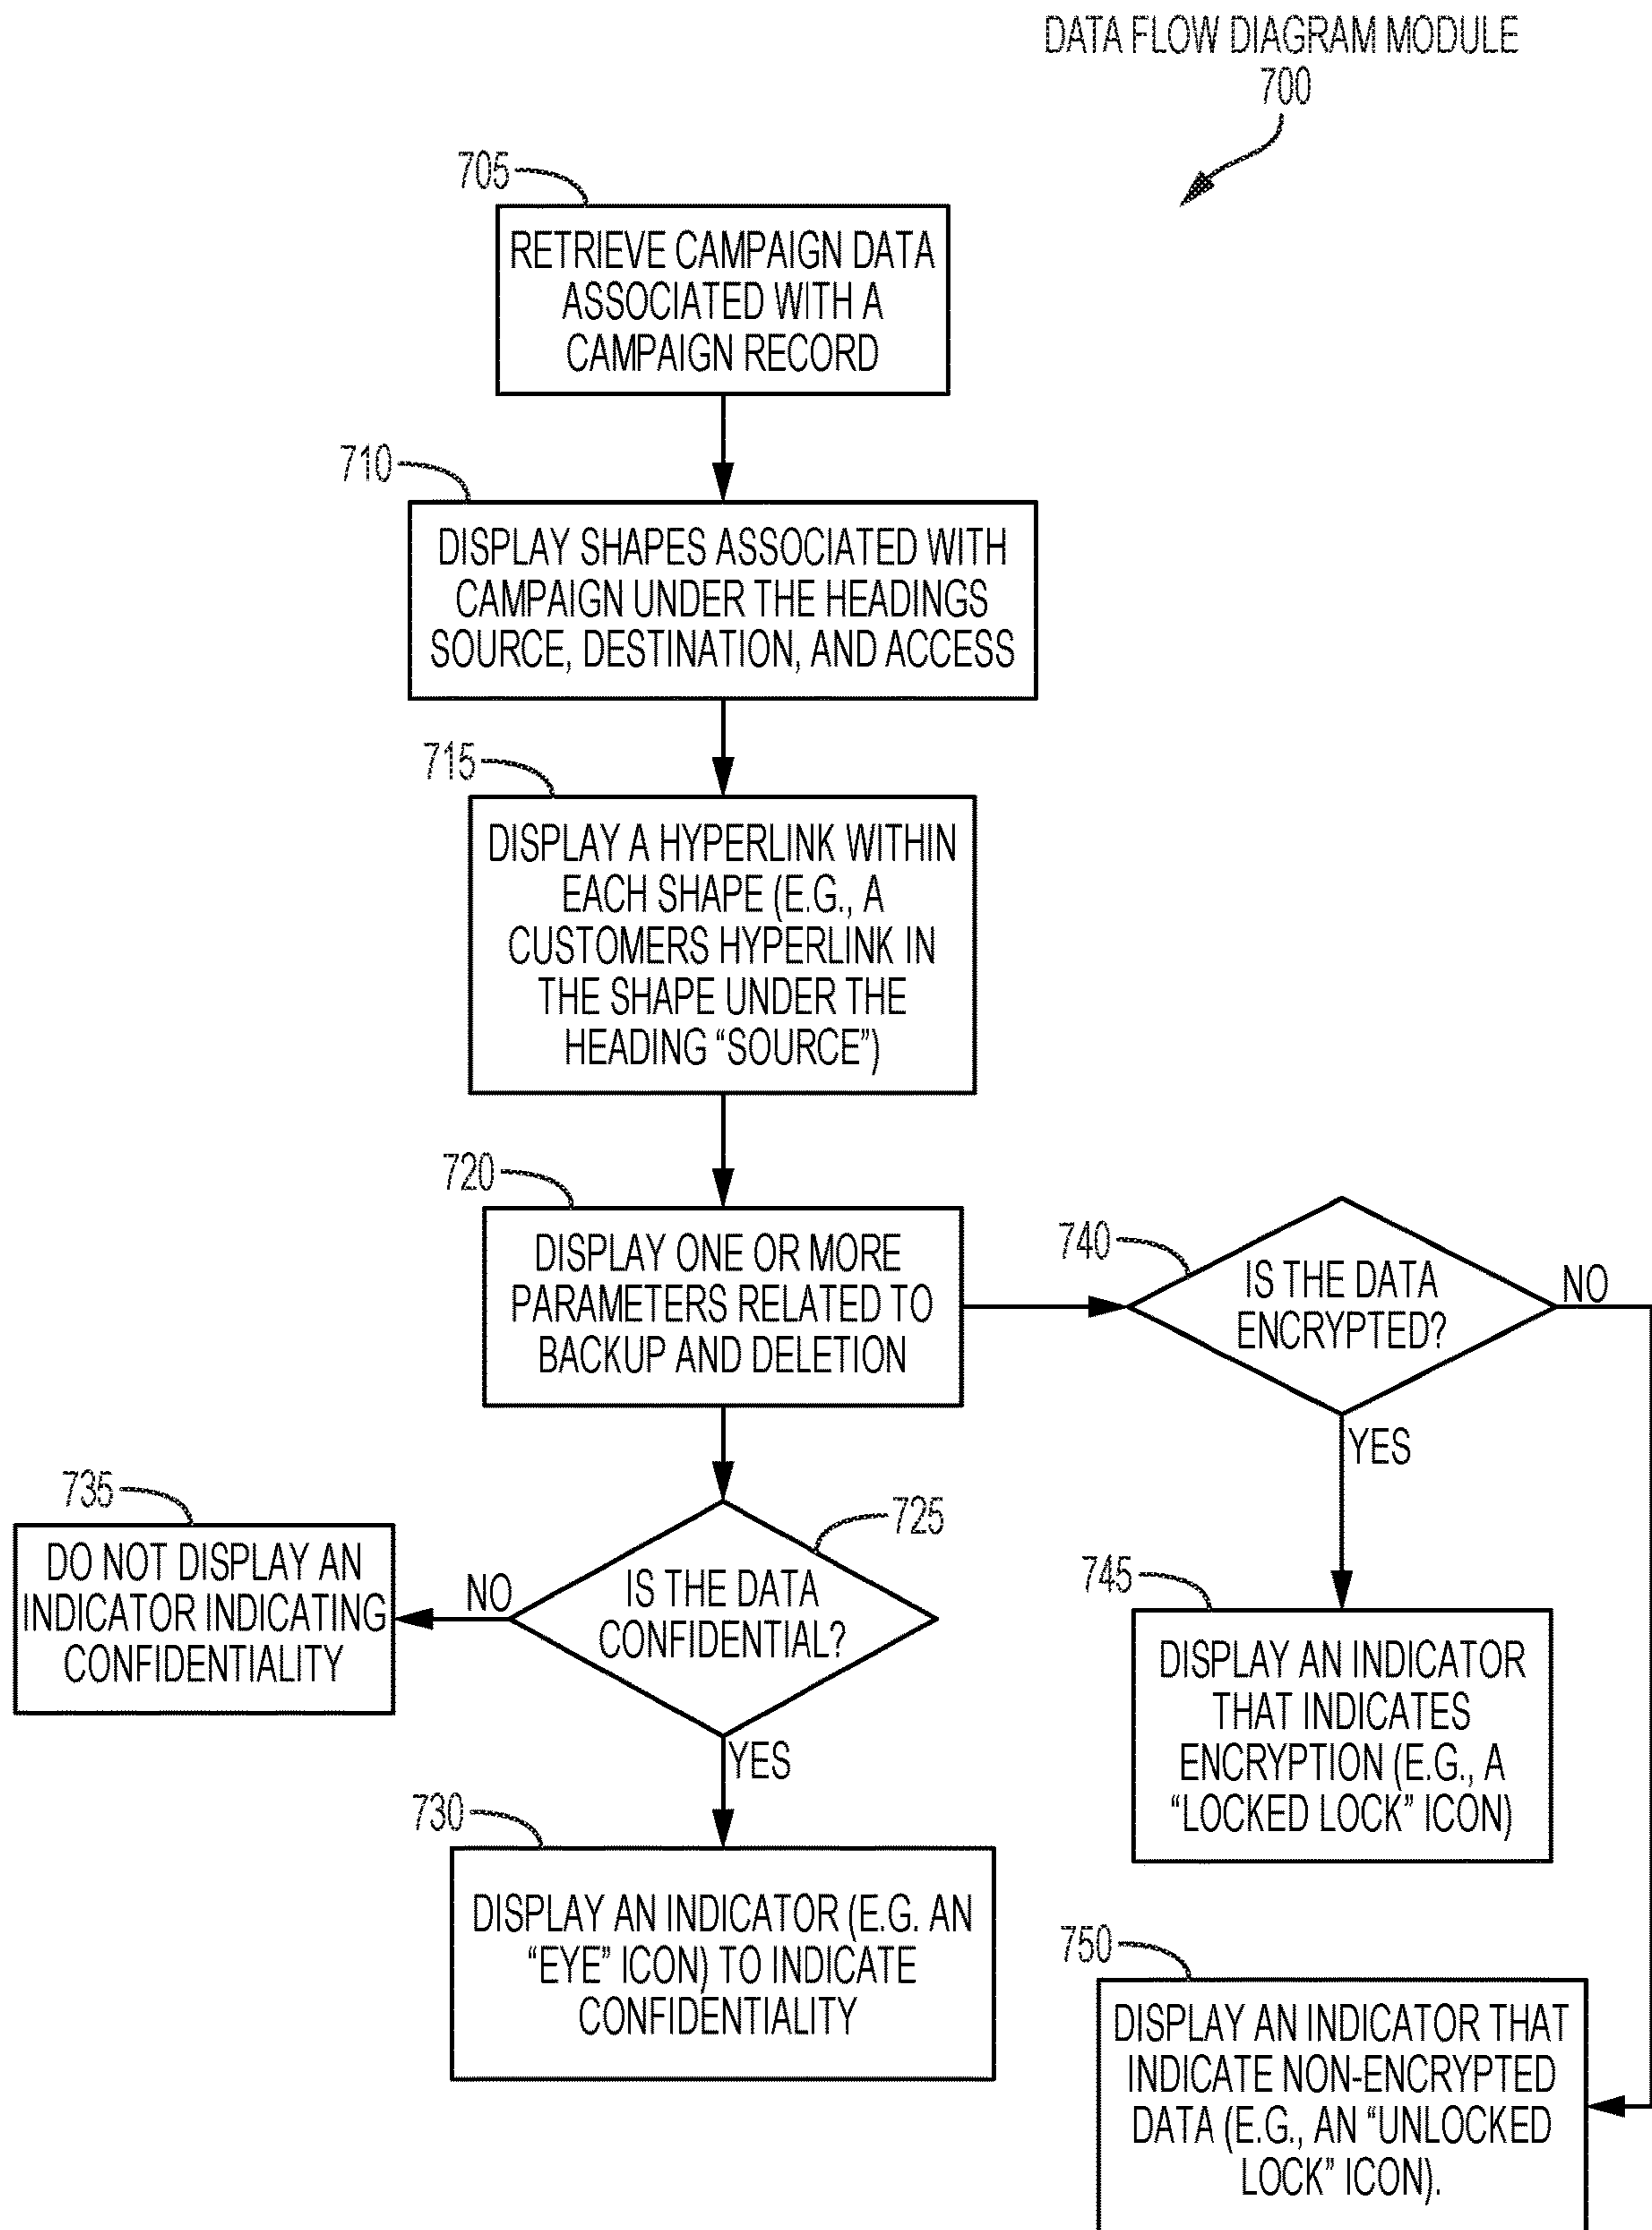 DATA FLOW DIAGRAM MODULE
700
705
RETRIEVE CAMPAIGN DATA
ASSOCIATED WITH A
CAMPAIGN RECORD
710
DISPLAY SHAPES ASSOCIATED WITH
CAMPAIGN UNDER THE HEADINGS
SOURCE, DESTINATION, AND ACCESS
715
DISPLAY A HYPERLINK WITHIN
EACH SHAPE (E.G., A
CUSTOMERS HYPERLINK IN
THE SHAPE UNDER THE
HEADING “SOURCE”)
720
DISPLAY ONE OR MORE
PARAMETERS RELATED TO
BACKUP AND DELETION
740
IS THE DATA
ENCRYPTED?
NO
YES
735
DO NOT DISPLAY AN
INDICATOR INDICATING
CONFIDENTIALITY
NO
725
IS THE DATA
CONFIDENTIAL?
YES
745
DISPLAY AN INDICATOR
THAT INDICATES
ENCRYPTION (E.G., A
“LOCKED LOCK” ICON)
730
DISPLAY AN INDICATOR (E.G. AN
“EYE” ICON) TO INDICATE
CONFIDENTIALITY
750
DISPLAY AN INDICATOR THAT
INDICATE NON-ENCRYPTED
DATA (E.G., AN “UNLOCKED
LOCK” ICON).